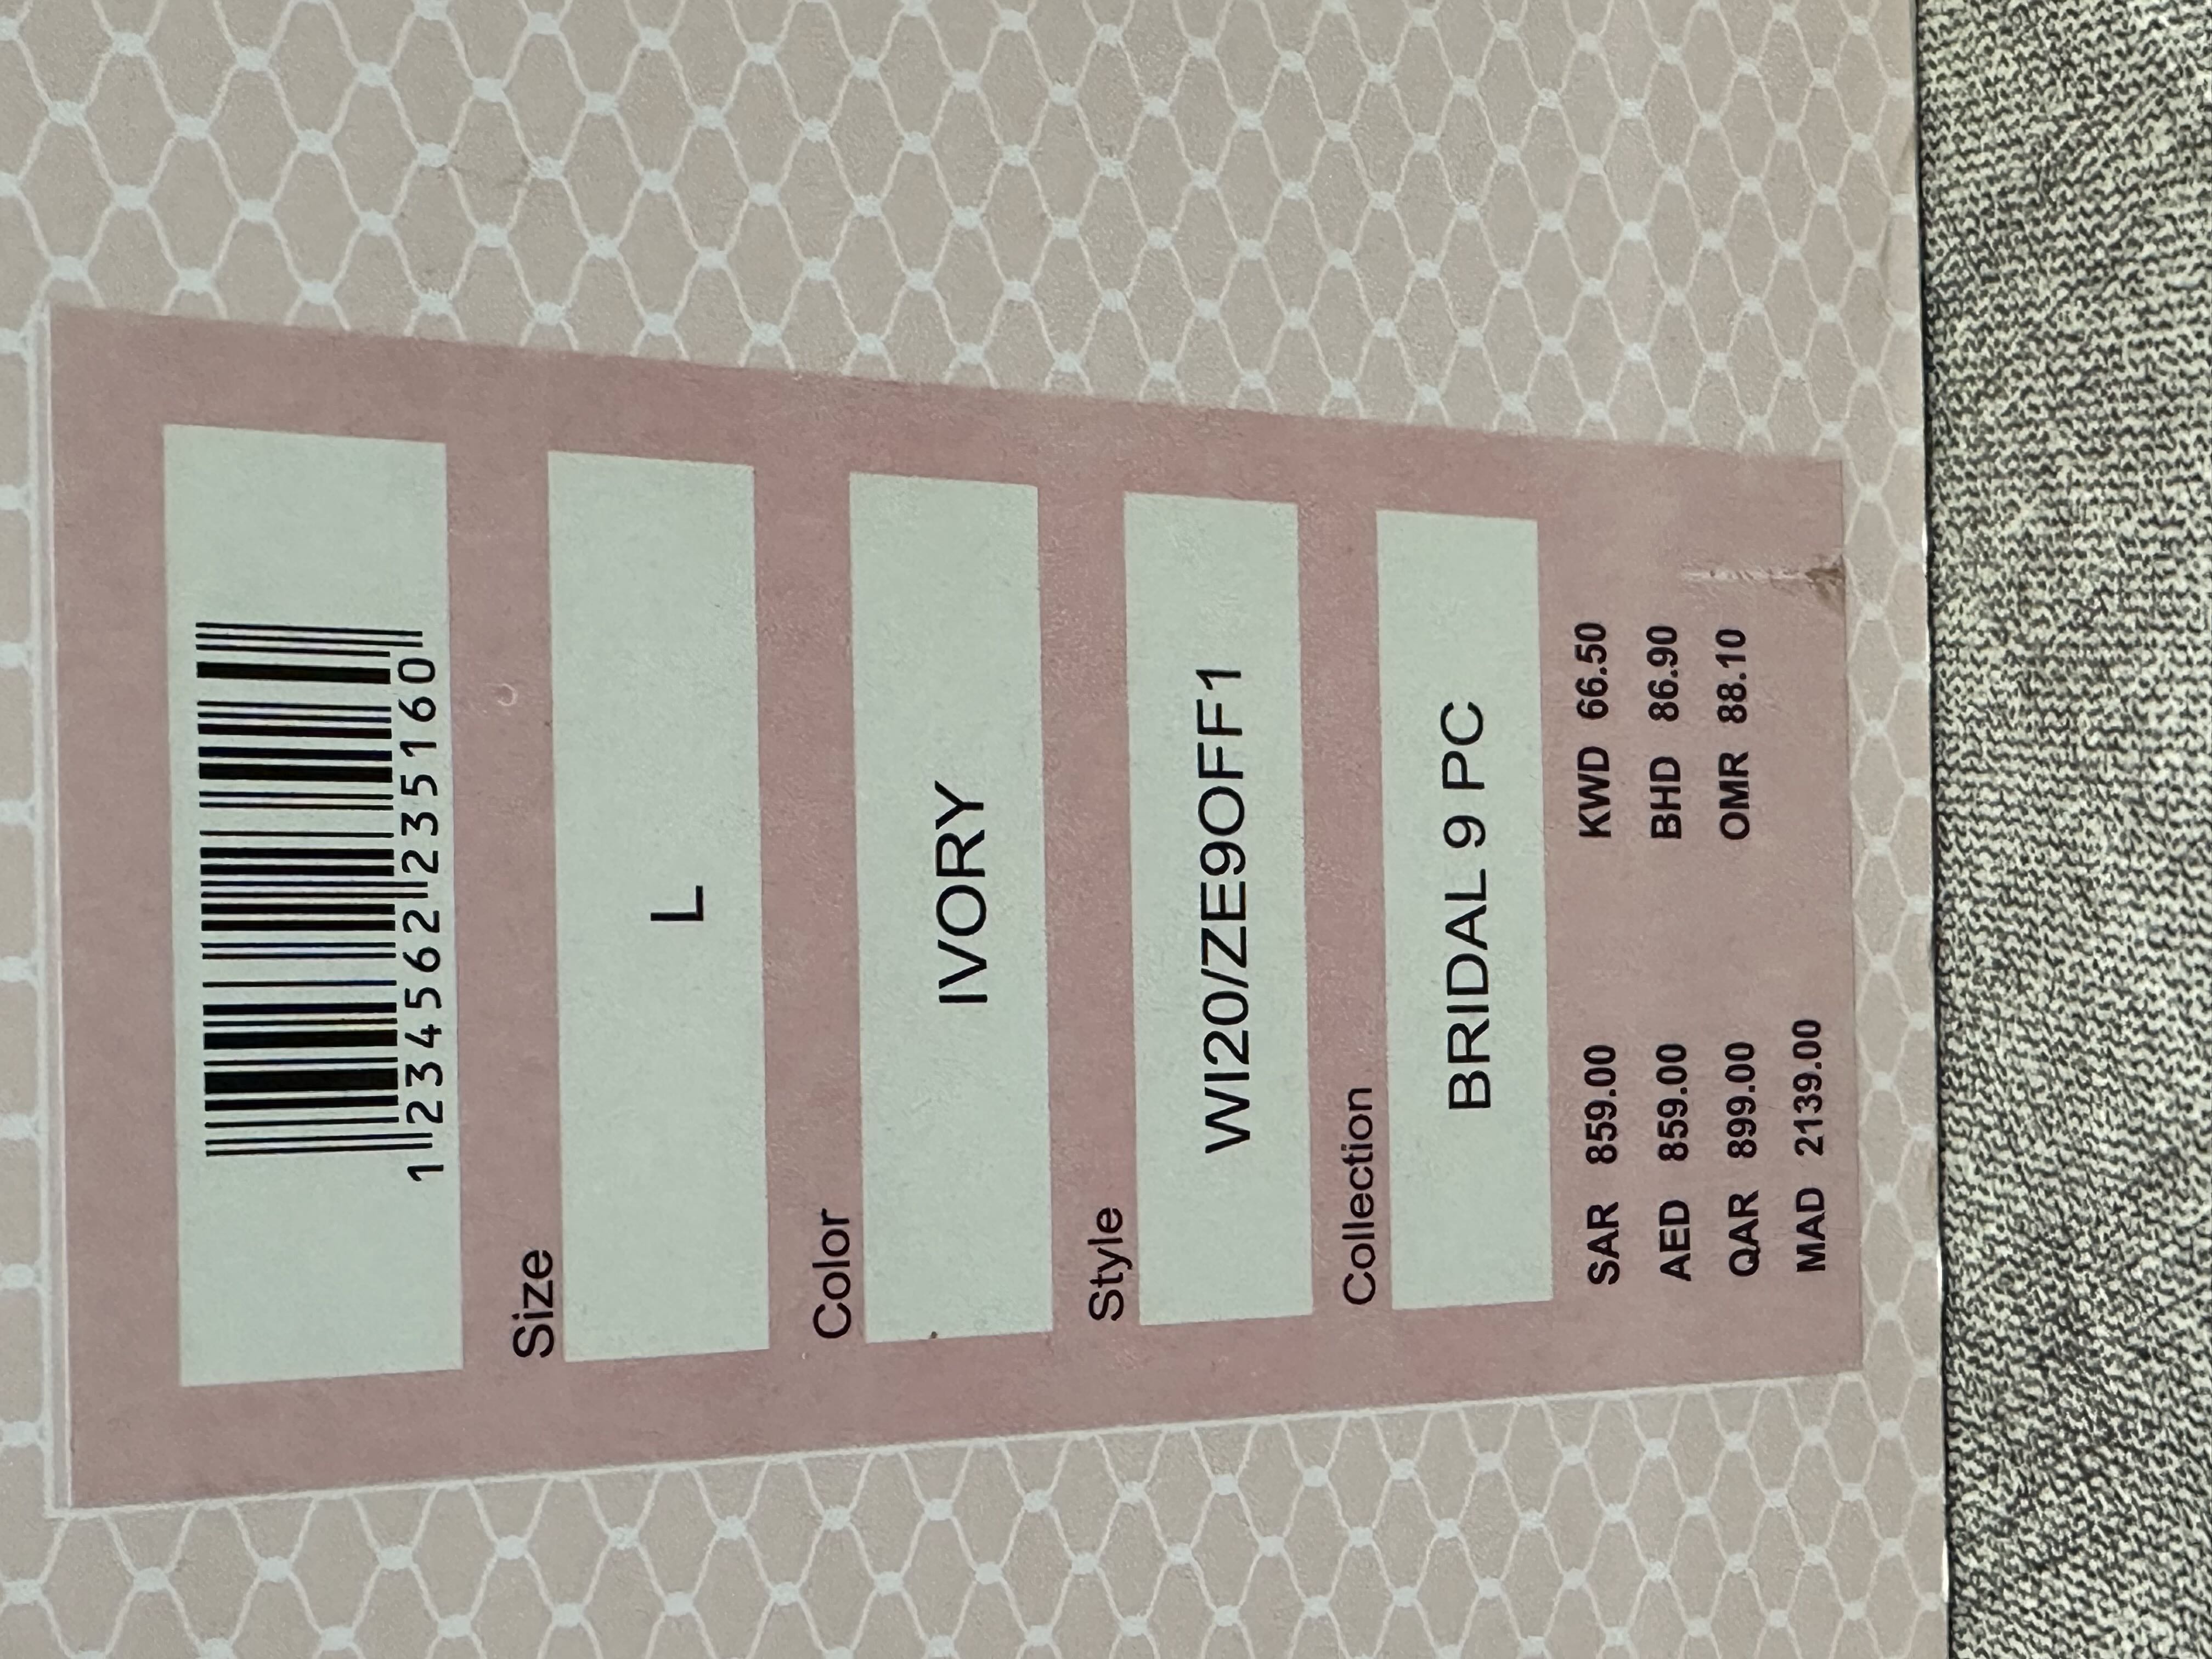 1 234562 235160
Size
L
Color
IVORY
Style
WI20/ZE9OFF1
Collection
BRIDAL 9 PC
SAR 859.00 KWD 66.50
AED 859.00 BHD 86.90
QAR 899.00 OMR 88.10
MAD 2139.00